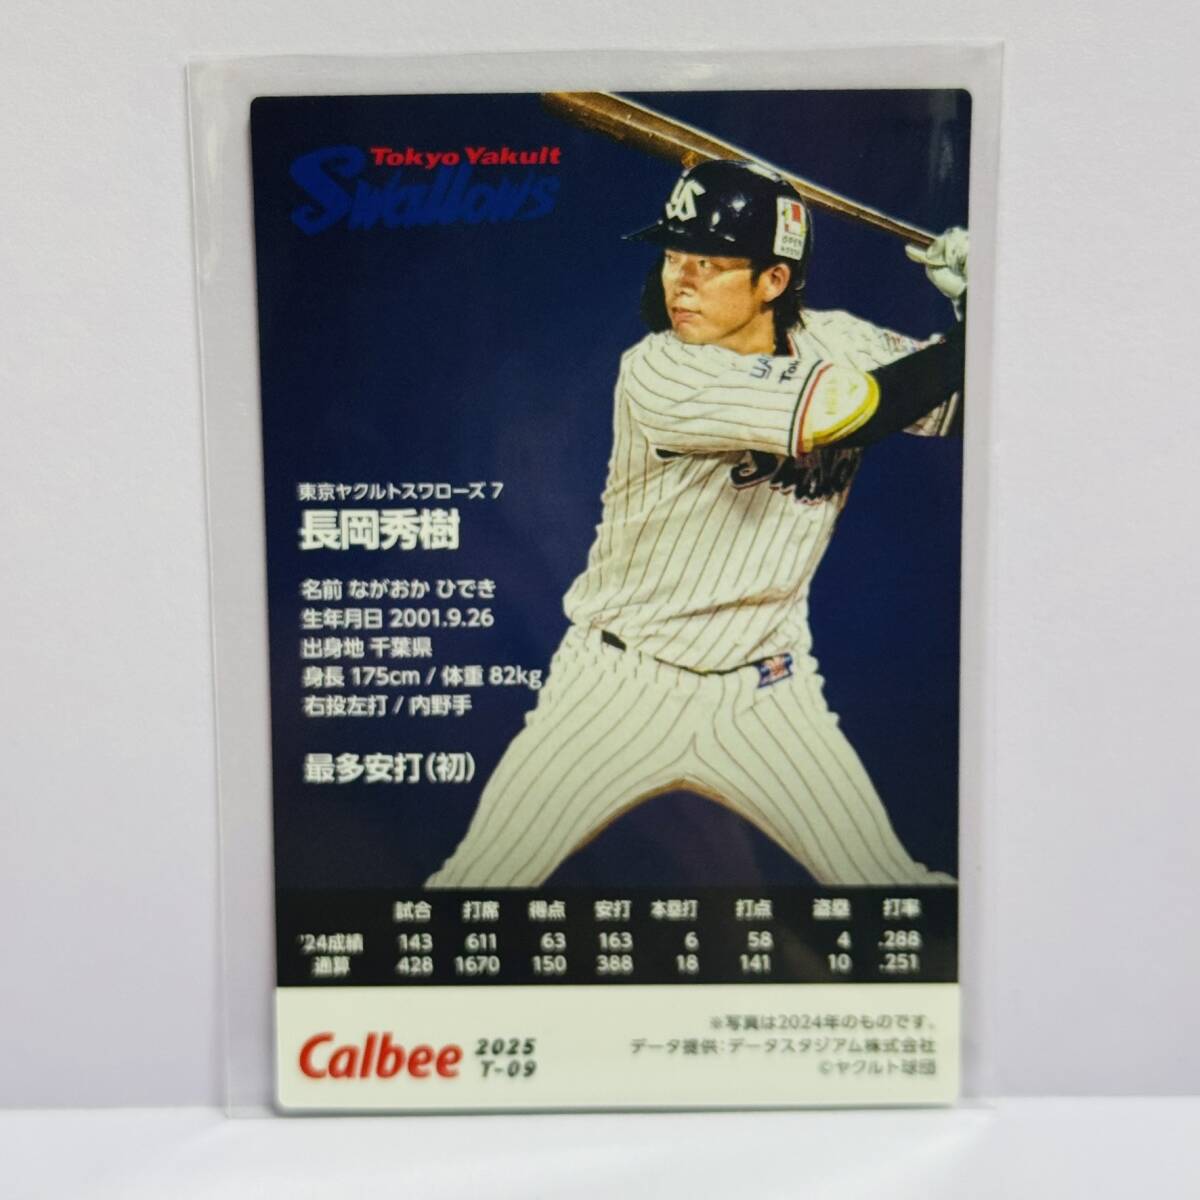 Tokyo Yakult
Swallows
東京ヤクルトスワローズ 7
長岡秀樹
名前 ながおか ひでき
生年月日 2001.9.26
出身地 千葉県
身長 175cm / 体重 82kg
右投左打 / 内野手
最多安打(初)
試合 打席 得点 安打 本塁打 打点 盗塁 打率
'24成績 143 611 63 163 6 58 4 .288
通算 428 1670 150 388 18 141 10 .251
Calbee 2025
T-09
※写真は2024年のものです。
データ提供:データスタジアム株式会社
©ヤクルト球団